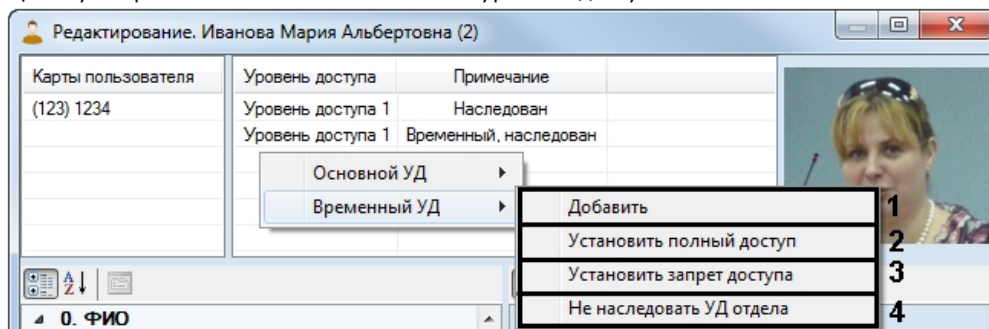 Редактирование. Иванова Мария Альбертовна (2)
Карты пользователя Уровень доступа Примечание
(123) 1234 Уровень доступа 1 Наследован
Уровень доступа 1 Временный, наследован
Основной УД
Временный УД
Добавить 1
Установить полный доступ 2
Установить запрет доступа 3
Не наследовать УД отдела 4
0. ФИО